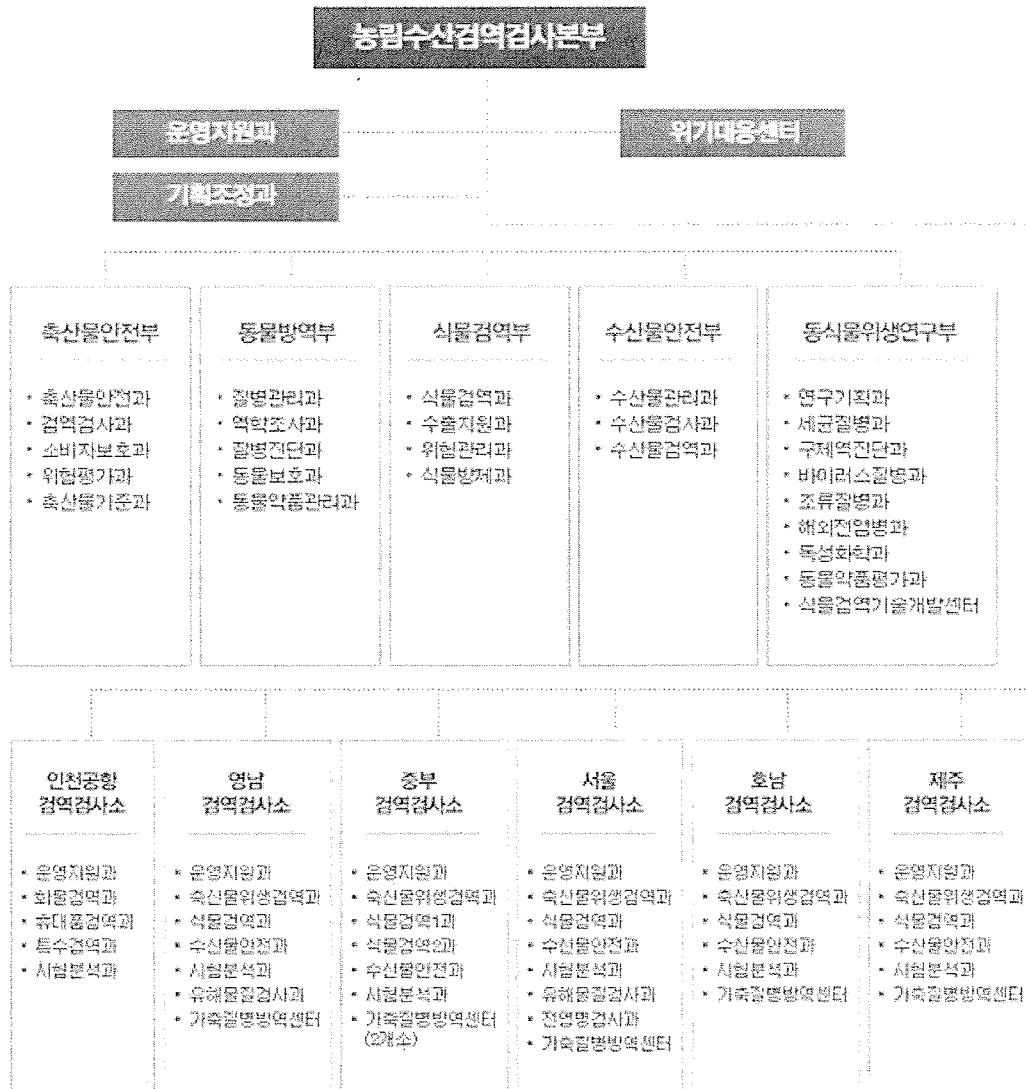 농림수산검역검사본부
운영지원과
위기대응센터
기획조정과
축산물안전부
• 축산물안전과
• 검역검사과
• 소비자보호과
• 위험평가과
• 축산물기준과
동물방역부
• 질병관리과
• 역학조사과
• 질병진단과
• 동물보호과
• 동물약품관리과
식물검역부
• 식물검역과
• 수출지원과
• 위험관리과
• 식물방제과
수산물안전부
• 수산물관리과
• 수산물검사과
• 수산물검역과
동식물위생연구부
• 연구기획과
• 세균질병과
• 구제역진단과
• 바이러스질병과
• 조류질병과
• 해외전염병과
• 독성화학과
• 동물약품평가과
• 식물검역기술개발센터
인천공항
검역검사소
• 운영지원과
• 화물검역과
• 휴대품검역과
• 특수검역과
• 시험분석과
영남
검역검사소
• 운영지원과
• 축산물위생검역과
• 식물검역과
• 수산물안전과
• 시험분석과
• 유해물질검사과
• 가축질병방역센터
중부
검역검사소
• 운영지원과
• 축산물위생검역과
• 식물검역1과
• 식물검역2과
• 수산물안전과
• 시험분석과
• 가축질병방역센터
(2개소)
서울
검역검사소
• 운영지원과
• 축산물위생검역과
• 식물검역과
• 수산물안전과
• 시험분석과
• 유해물질검사과
• 전염병검사과
• 가축질병방역센터
호남
검역검사소
• 운영지원과
• 축산물위생검역과
• 식물검역과
• 수산물안전과
• 시험분석과
• 가축질병방역센터
제주
검역검사소
• 운영지원과
• 축산물위생검역과
• 식물검역과
• 수산물안전과
• 시험분석과
• 가축질병방역센터